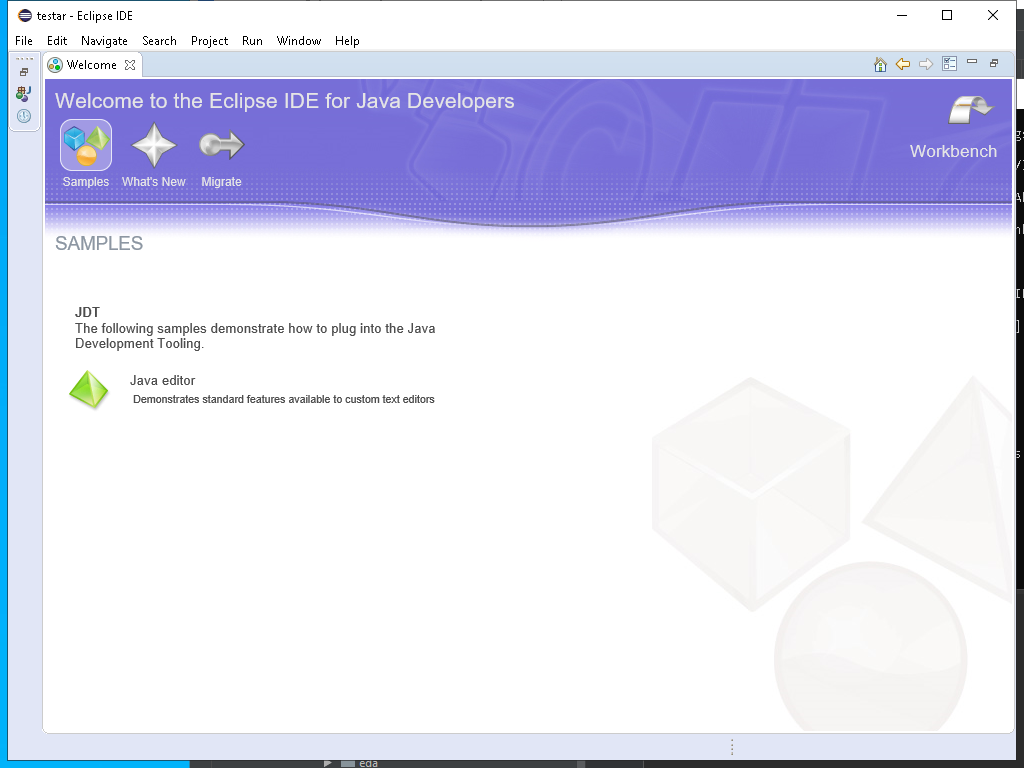 testar - Eclipse IDE
File Edit Navigate Search Project Run Window Help
Welcome
Welcome to the Eclipse IDE for Java Developers
Workbench
Samples What's New Migrate
SAMPLES
JDT
The following samples demonstrate how to plug into the Java
Development Tooling.
Java editor
Demonstrates standard features available to custom text editors
eda